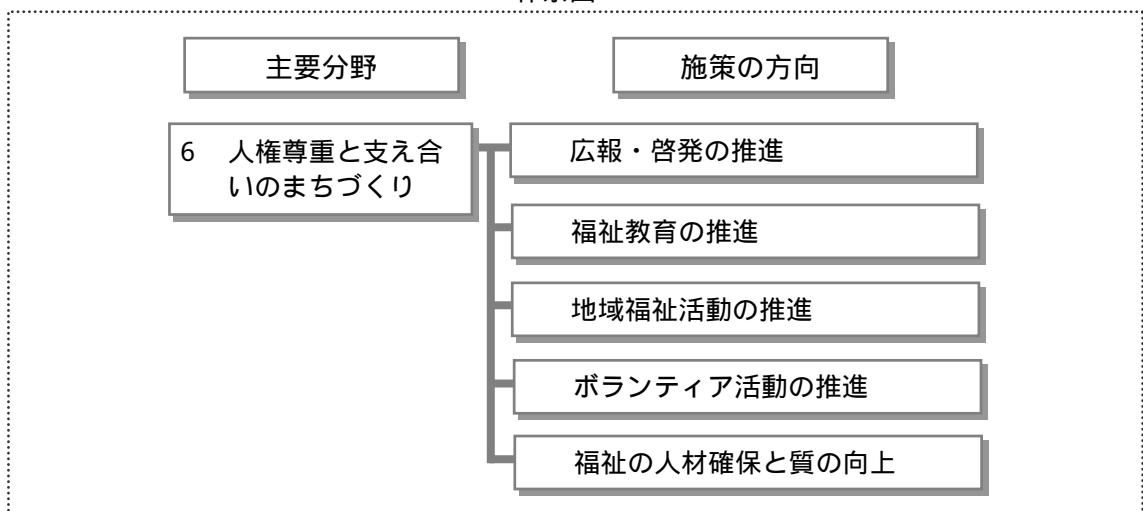 主要分野
施策の方向
6 人権尊重と支え合
いのまちづくり
広報・啓発の推進
福祉教育の推進
地域福祉活動の推進
ボランティア活動の推進
福祉の人材確保と質の向上